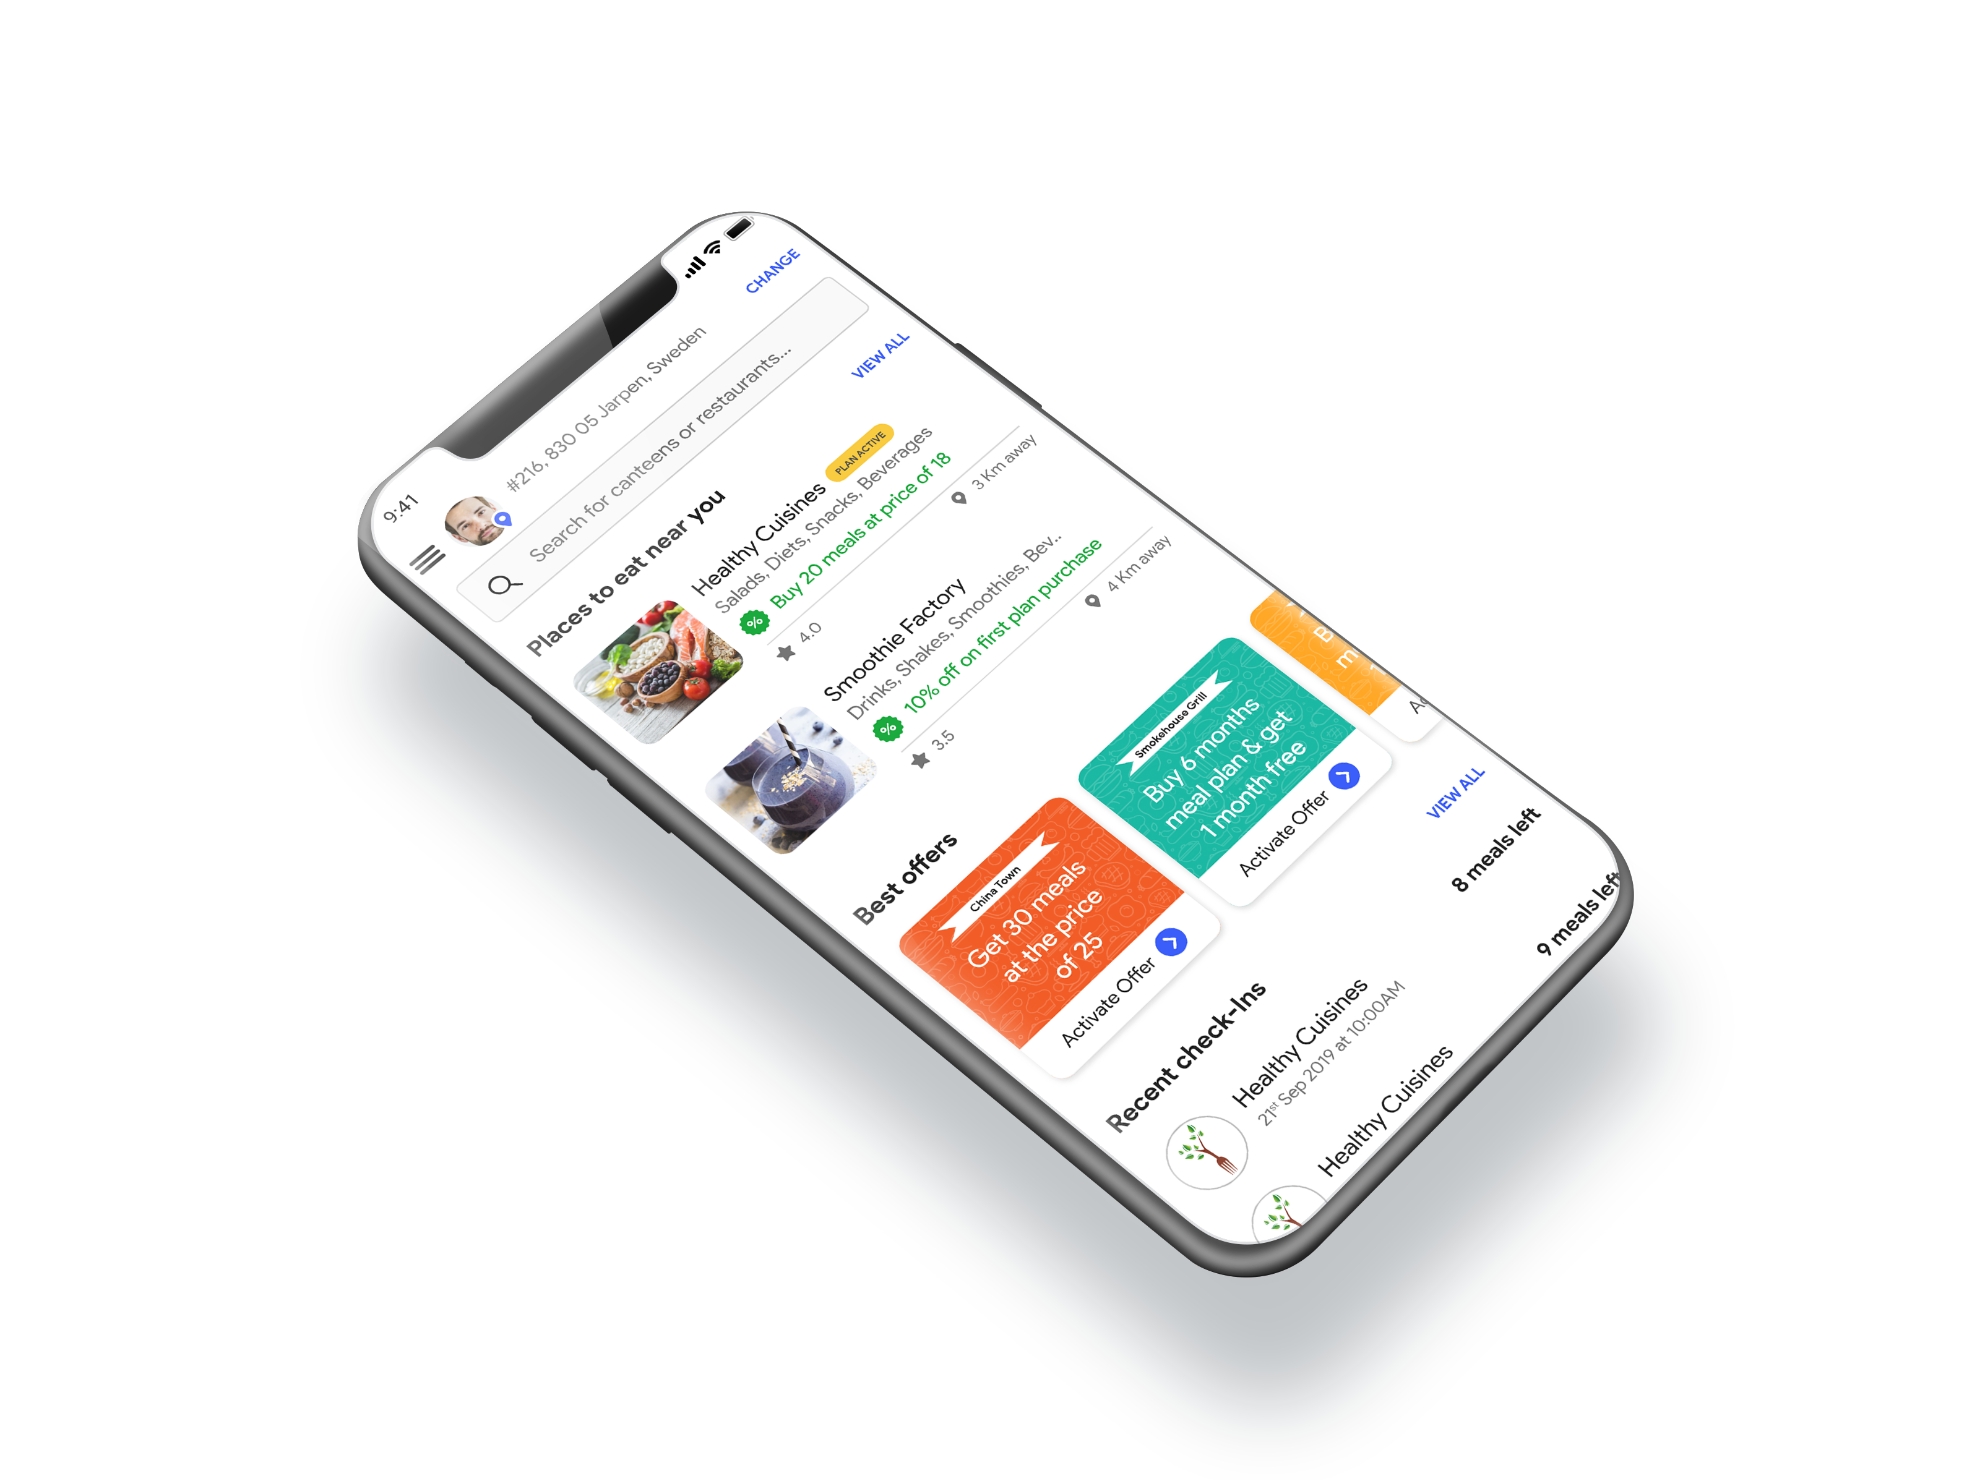 9:41
#216, 830 05 Jarpen, Sweden
CHANGE
Search for canteens or restaurants...
Places to eat near you
VIEW ALL
Healthy Cuisines
PLAN ACTIVE
Salads, Diets, Snacks, Beverages
% Buy 20 meals at price of 18
4.0
3 Km away
Smoothie Factory
Drinks, Shakes, Smoothies, Bev..
% 10% off on first plan purchase
3.5
4 Km away
Best offers
China Town
Get 30 meals
at the price
of 25
Activate Offer
Smokehouse Grill
Buy 6 months
meal plan & get
1 month free
Activate Offer
B
m
1
Ac
Recent check-Ins
VIEW ALL
Healthy Cuisines
21st Sep 2019 at 10:00AM
8 meals left
Healthy Cuisines
9 meals left